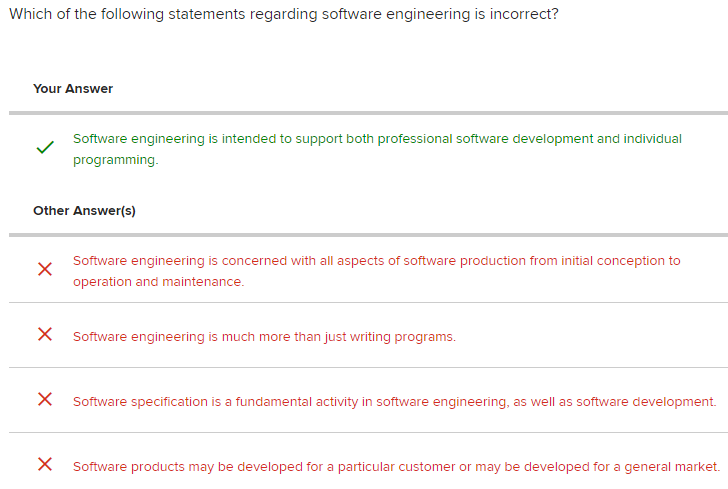 Which of the following statements regarding software engineering is incorrect?
Your Answer
Software engineering is intended to support both professional software development and individual
programming.
Other Answer(s)
Software engineering is concerned with all aspects of software production from initial conception to
operation and maintenance.
Software engineering is much more than just writing programs.
Software specification is a fundamental activity in software engineering, as well as software development.
Software products may be developed for a particular customer or may be developed for a general market.